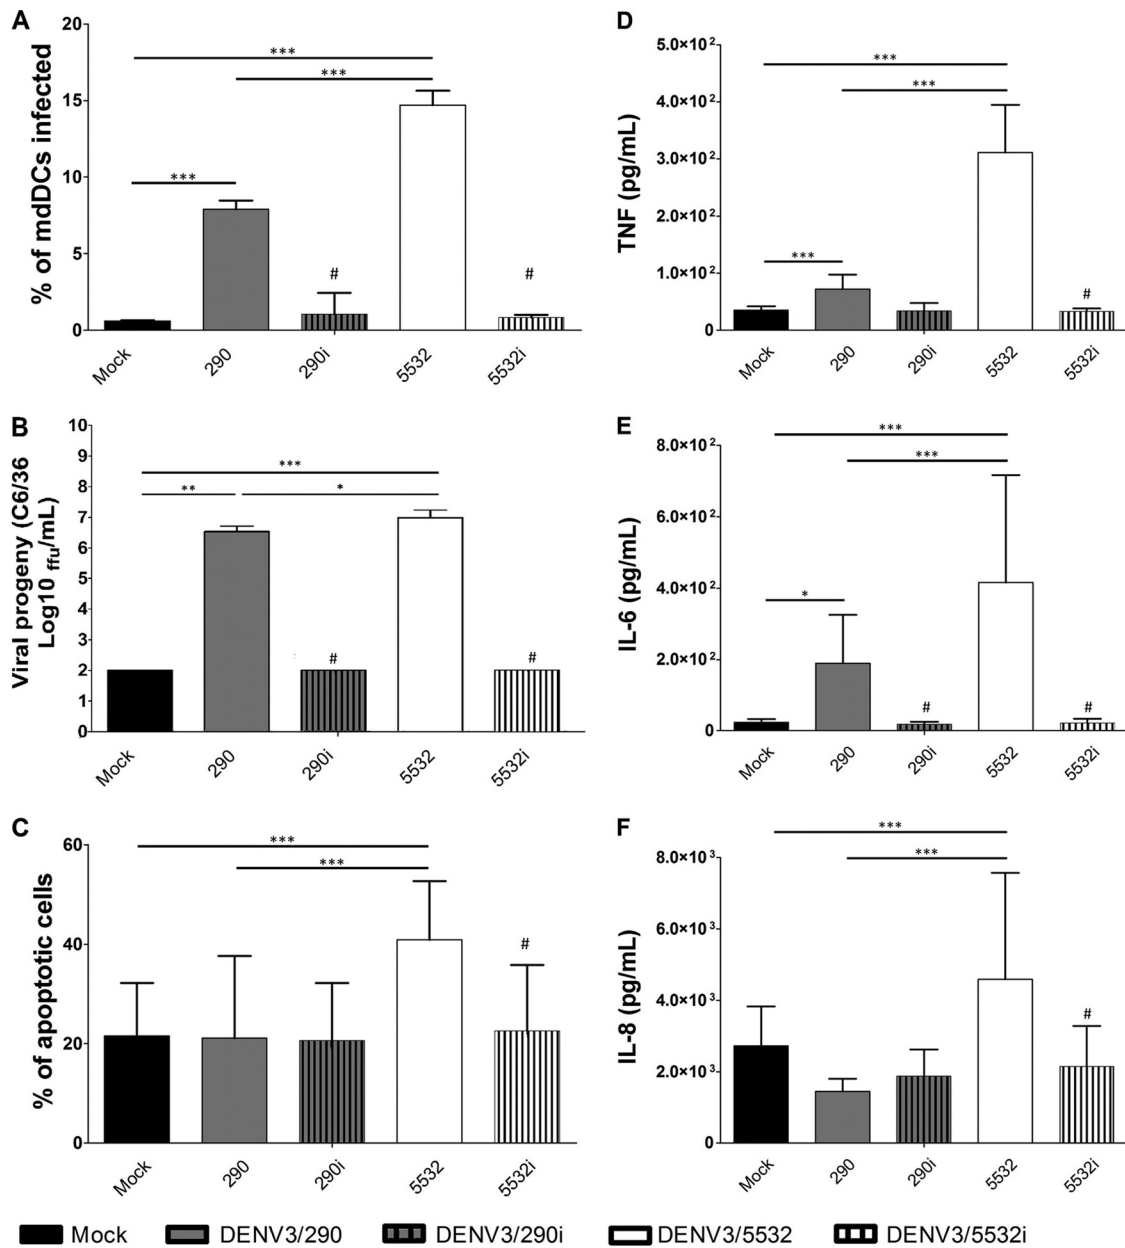 A
% of mdDCs infected
20
15
10
5
0
***
***
***
#
#
Mock
290
290i
5532
5532i
B
Viral progeny (C6/36
Log10 ffu/mL)
10
9
8
7
6
5
4
3
2
1
0
***
**
*
#
#
Mock
290
290i
5532
5532i
C
% of apoptotic cells
60
40
20
0
***
***
#
Mock
290
290i
5532
5532i
D
TNF (pg/mL)
5.0×10²
4.0×10²
3.0×10²
2.0×10²
1.0×10²
0
***
***
***
#
Mock
290
290i
5532
5532i
E
IL-6 (pg/mL)
8.0×10²
6.0×10²
4.0×10²
2.0×10²
0
***
***
*
#
#
Mock
290
290i
5532
5532i
F
IL-8 (pg/mL)
8.0×10³
6.0×10³
4.0×10³
2.0×10³
0
***
***
#
Mock
290
290i
5532
5532i
Mock DENV3/290 DENV3/290i DENV3/5532 DENV3/5532i